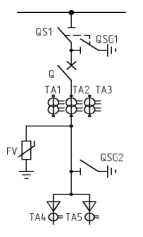 QS1
QSG1
Q
TA1 TA2 TA3
FV
QSG2
TA4 TA5